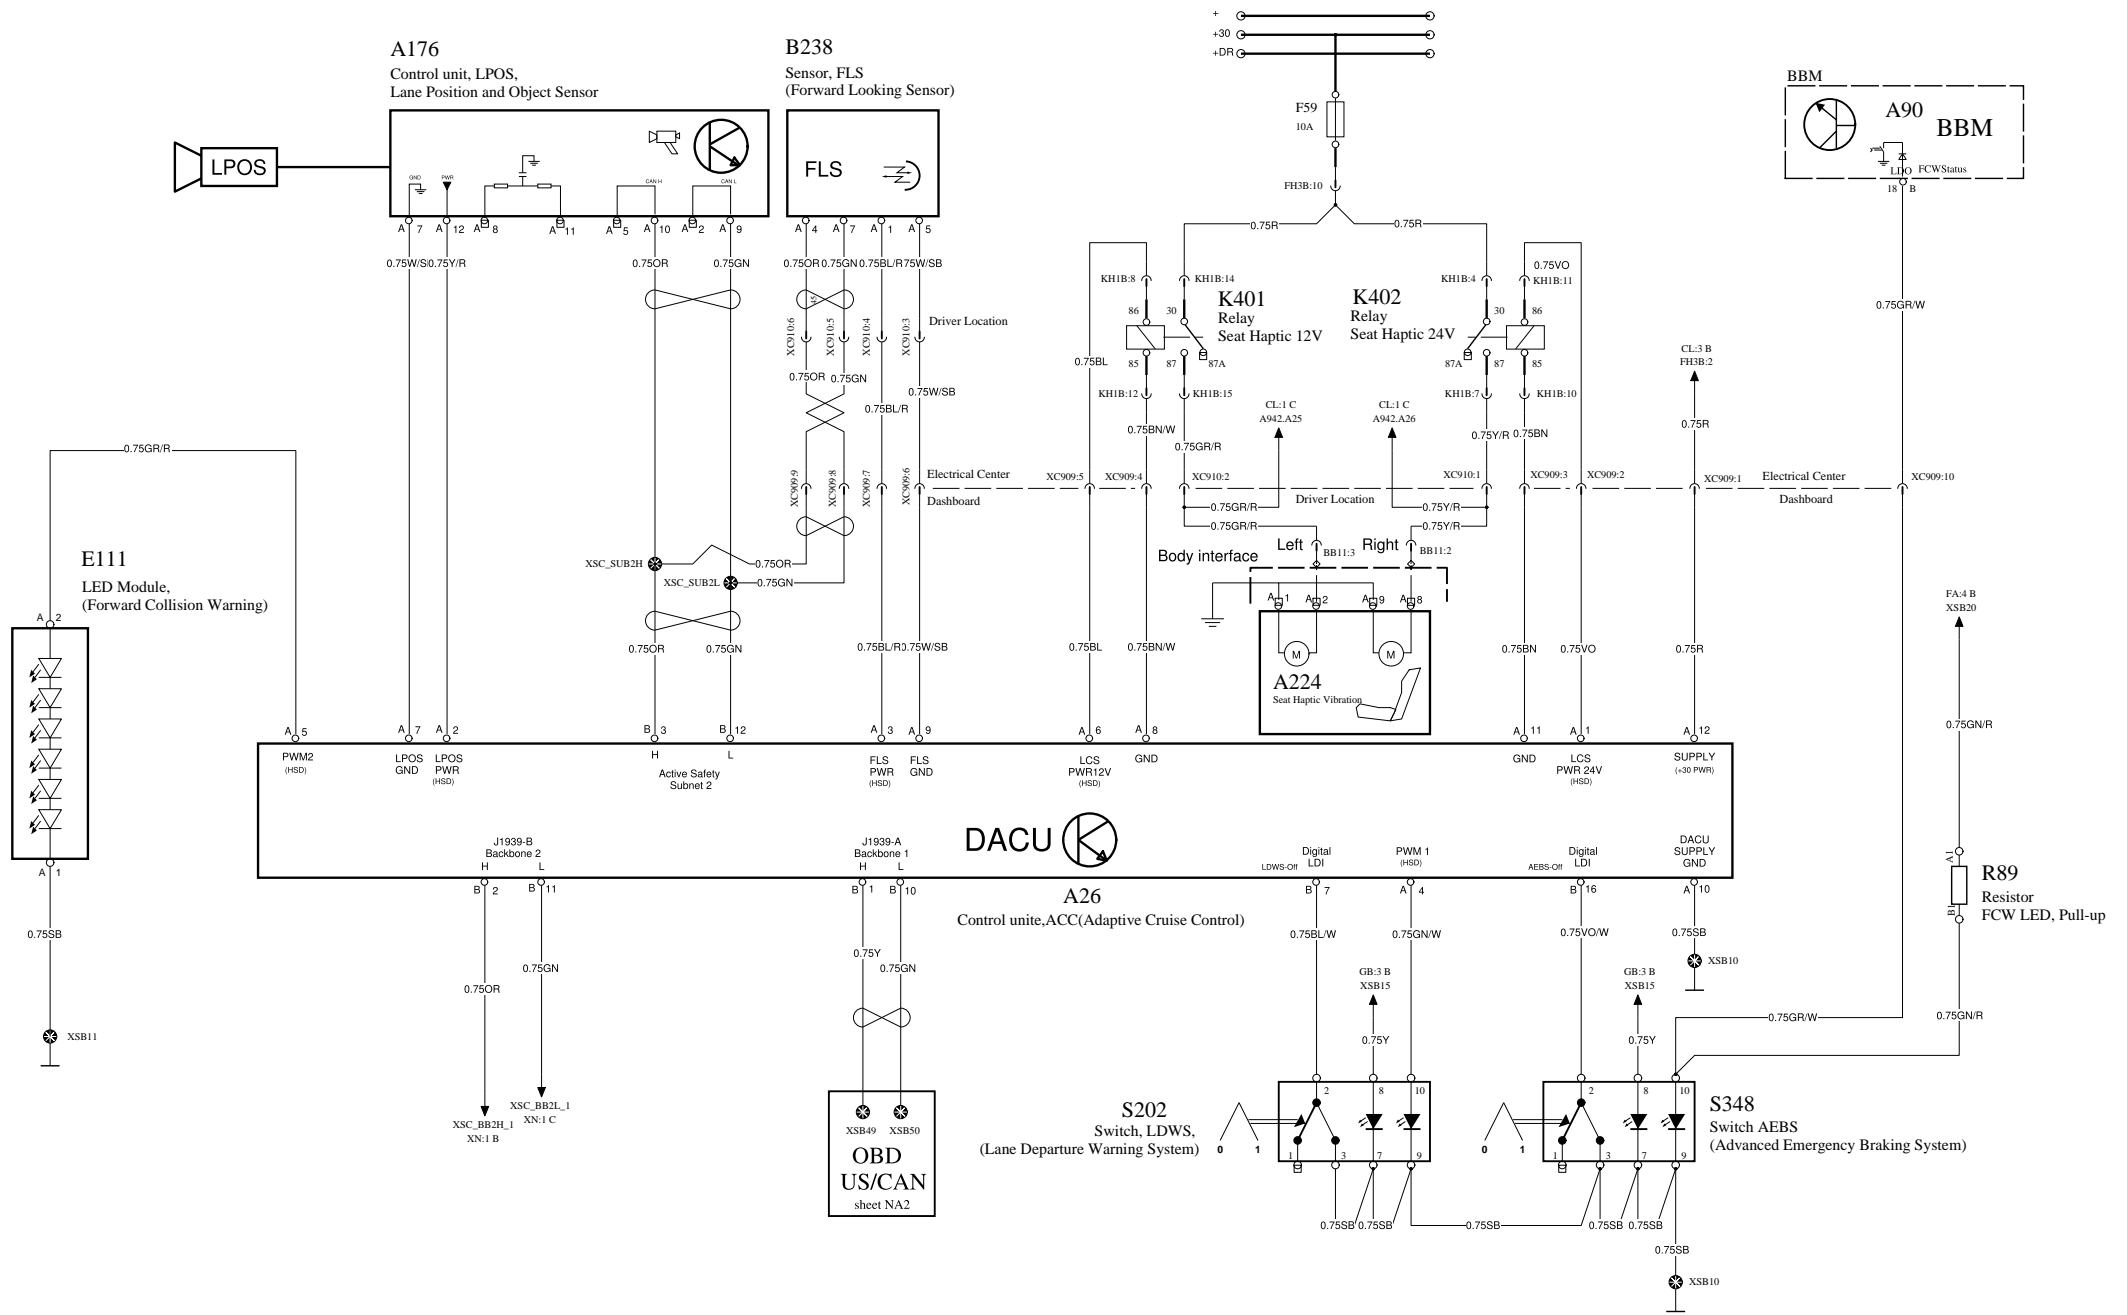 +
+30
+DR
A176
Control unit, LPOS,
Lane Position and Object Sensor
B238
Sensor, FLS
(Forward Looking Sensor)
BBM
A90
BBM
LDO
FCWStatus
18 B
F59
10A
FH3B:10
LPOS
GND
PWR
CAN H
CAN L
FLS
A 7
A 12
A 8
A 11
A 5
A 10
A 2
A 9
A 4
A 7
A 1
A 5
0.75R
0.75R
0.75Y/R
0.75OR
0.75GN
0.75OR
0.75GN
0.75BL/R
75W/SB
0.75VO
KH1B:8
KH1B:14
KH1B:4
KH1B:11
K401
Relay
Seat Haptic 12V
K402
Relay
Seat Haptic 24V
86
30
30
86
85
87
87A
87A
87
85
0.75GR/W
XC910:6
XC910:5
XC910:4
XC910:3
Driver Location
0.75OR
0.75GN
0.75BL/R
0.75W/SB
0.75BL
KH1B:12
KH1B:15
KH1B:7
KH1B:10
CL:3 B
FH3B:2
CL:1 C
A942.A25
CL:1 C
A942.A26
0.75BN/W
0.75GR/R
0.75Y/R
0.75BN
0.75R
0.75GR/R
XC909:9
XC909:8
XC909:7
XC909:6
Electrical Center
Dashboard
XC909:5
XC909:4
XC910:2
XC910:1
XC909:3
XC909:2
XC909:1
Electrical Center
Dashboard
XC909:10
Driver Location
0.75GR/R
0.75Y/R
0.75GR/R
0.75Y/R
Body interface
Left
Right
BB11:3
BB11:2
E111
LED Module,
(Forward Collision Warning)
XSC_SUB2H
XSC_SUB2L
0.75OR
0.75GN
A 1
A 2
A 9
A 8
M
M
A224
Seat Haptic Vibration
FA:4 B
XSB20
A 2
0.75OR
0.75GN
0.75BL/R
0.75W/SB
0.75BL
0.75BN/W
0.75BN
0.75VO
0.75R
0.75GN/R
A 5
A 7
A 2
B 3
B 12
A 3
A 9
A 6
A 8
A 11
A 1
A 12
PWM2
(HSD)
LPOS
GND
LPOS
PWR
(HSD)
H
L
Active Safety
Subnet 2
FLS
PWR
(HSD)
FLS
GND
LCS
PWR12V
(HSD)
GND
GND
LCS
PWR 24V
(HSD)
SUPPLY
(+30 PWR)
DACU
J1939-B
Backbone 2
H
L
J1939-A
Backbone 1
H
L
Digital
LDI
LDWS-Off
PWM 1
(HSD)
Digital
LDI
AEBS-Off
DACU
SUPPLY
GND
A 1
B 2
B 11
B 1
B 10
B 7
A 4
B 16
A 10
A26
Control unite,ACC(Adaptive Cruise Control)
A1
B1
R89
Resistor
FCW LED, Pull-up
0.75SB
0.75OR
0.75GN
0.75Y
0.75GN
0.75BL/W
0.75GN/W
0.75VO/W
0.75SB
XSB10
GB:3 B
XSB15
GB:3 B
XSB15
0.75Y
0.75Y
0.75GR/W
0.75GN/R
XSB11
XSC_BB2H_1
XN:1 B
XSC_BB2L_1
XN:1 C
XSB49
XSB50
OBD
US/CAN
sheet NA2
S202
Switch, LDWS,
(Lane Departure Warning System)
0 1
2
8
10
1
3
7
9
0 1
2
8
10
1
3
7
9
S348
Switch AEBS
(Advanced Emergency Braking System)
0.75SB
0.75SB
0.75SB
0.75SB
0.75SB
0.75SB
XSB10